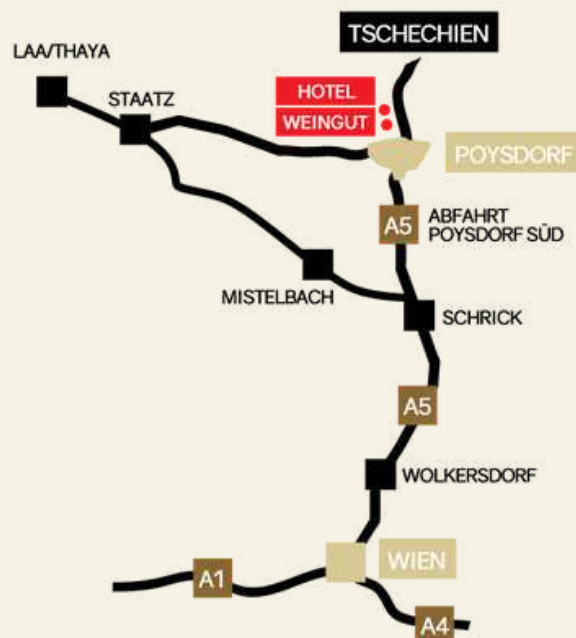 TSCHECHIEN
LAA/THAYA
STAATZ
HOTEL
WEINGUT
POYSDORF
A5
ABFAHRT
POYSDORF SÜD
MISTELBACH
SCHRICK
A5
WOLKERSDORF
WIEN
A1
A4